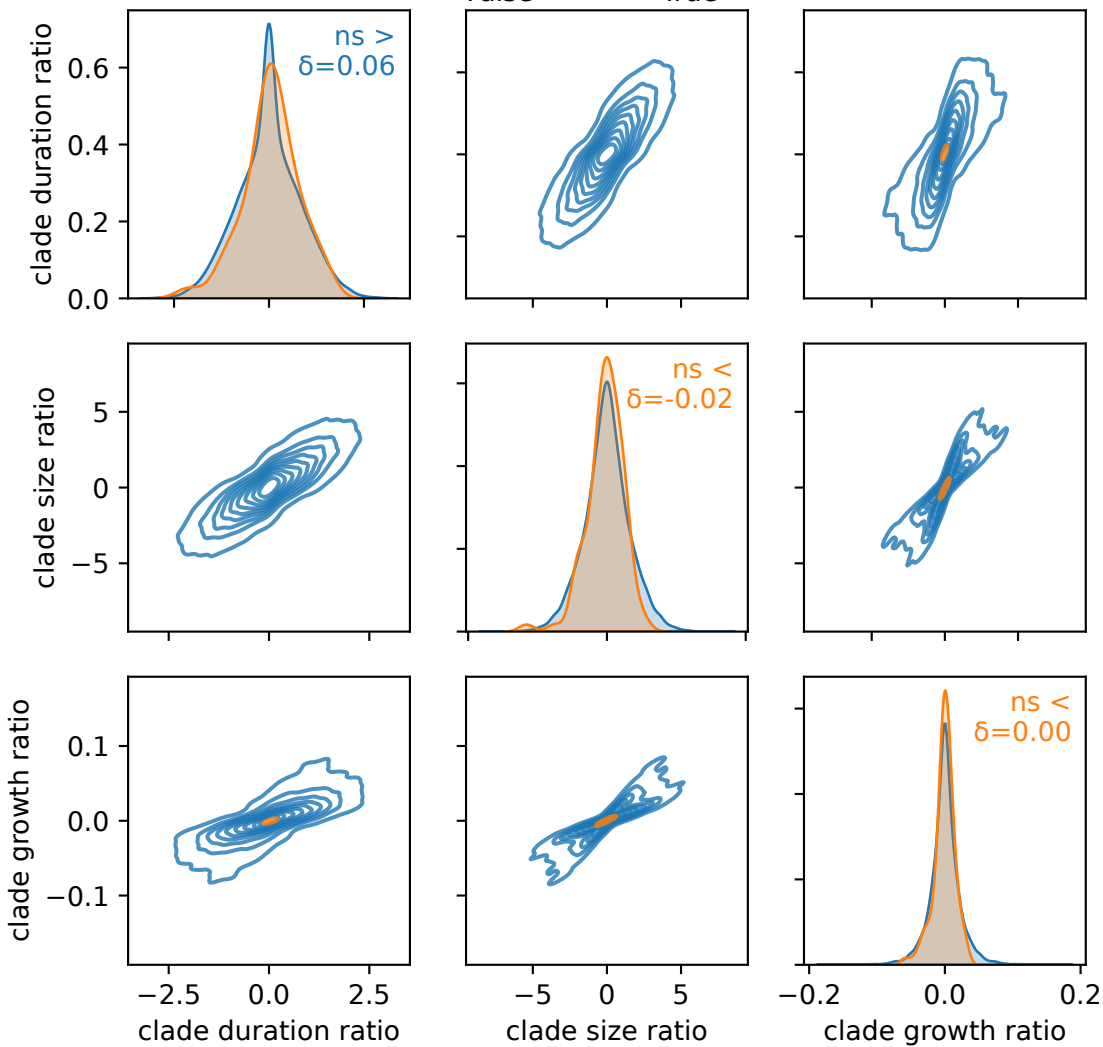 clade duration ratio
0.6
0.4
0.2
0.0
ns >
δ=0.06
clade size ratio
5
0
−5
ns <
δ=-0.02
clade growth ratio
0.1
0.0
−0.1
ns <
δ=0.00
−2.5 0.0 2.5
−5 0 5
−0.2 0.0 0.2
clade duration ratio
clade size ratio
clade growth ratio